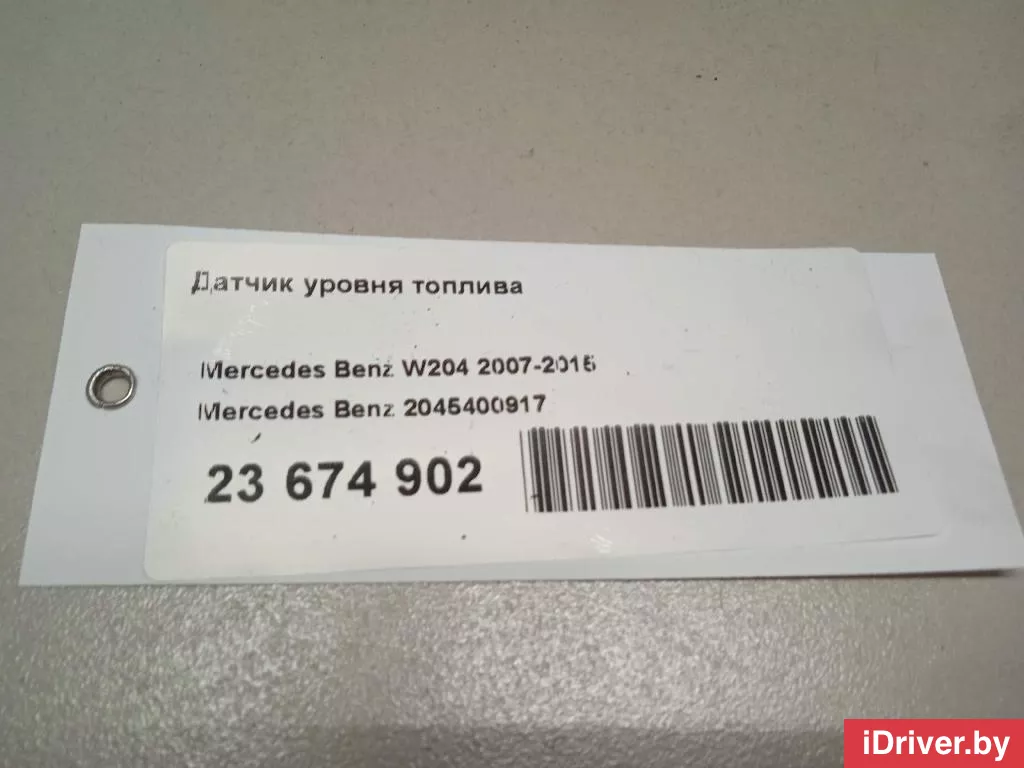 Датчик уровня топлива
Mercedes Benz W204 2007-2015
Mercedes Benz 2045400917
23 674 902
iDriver.by